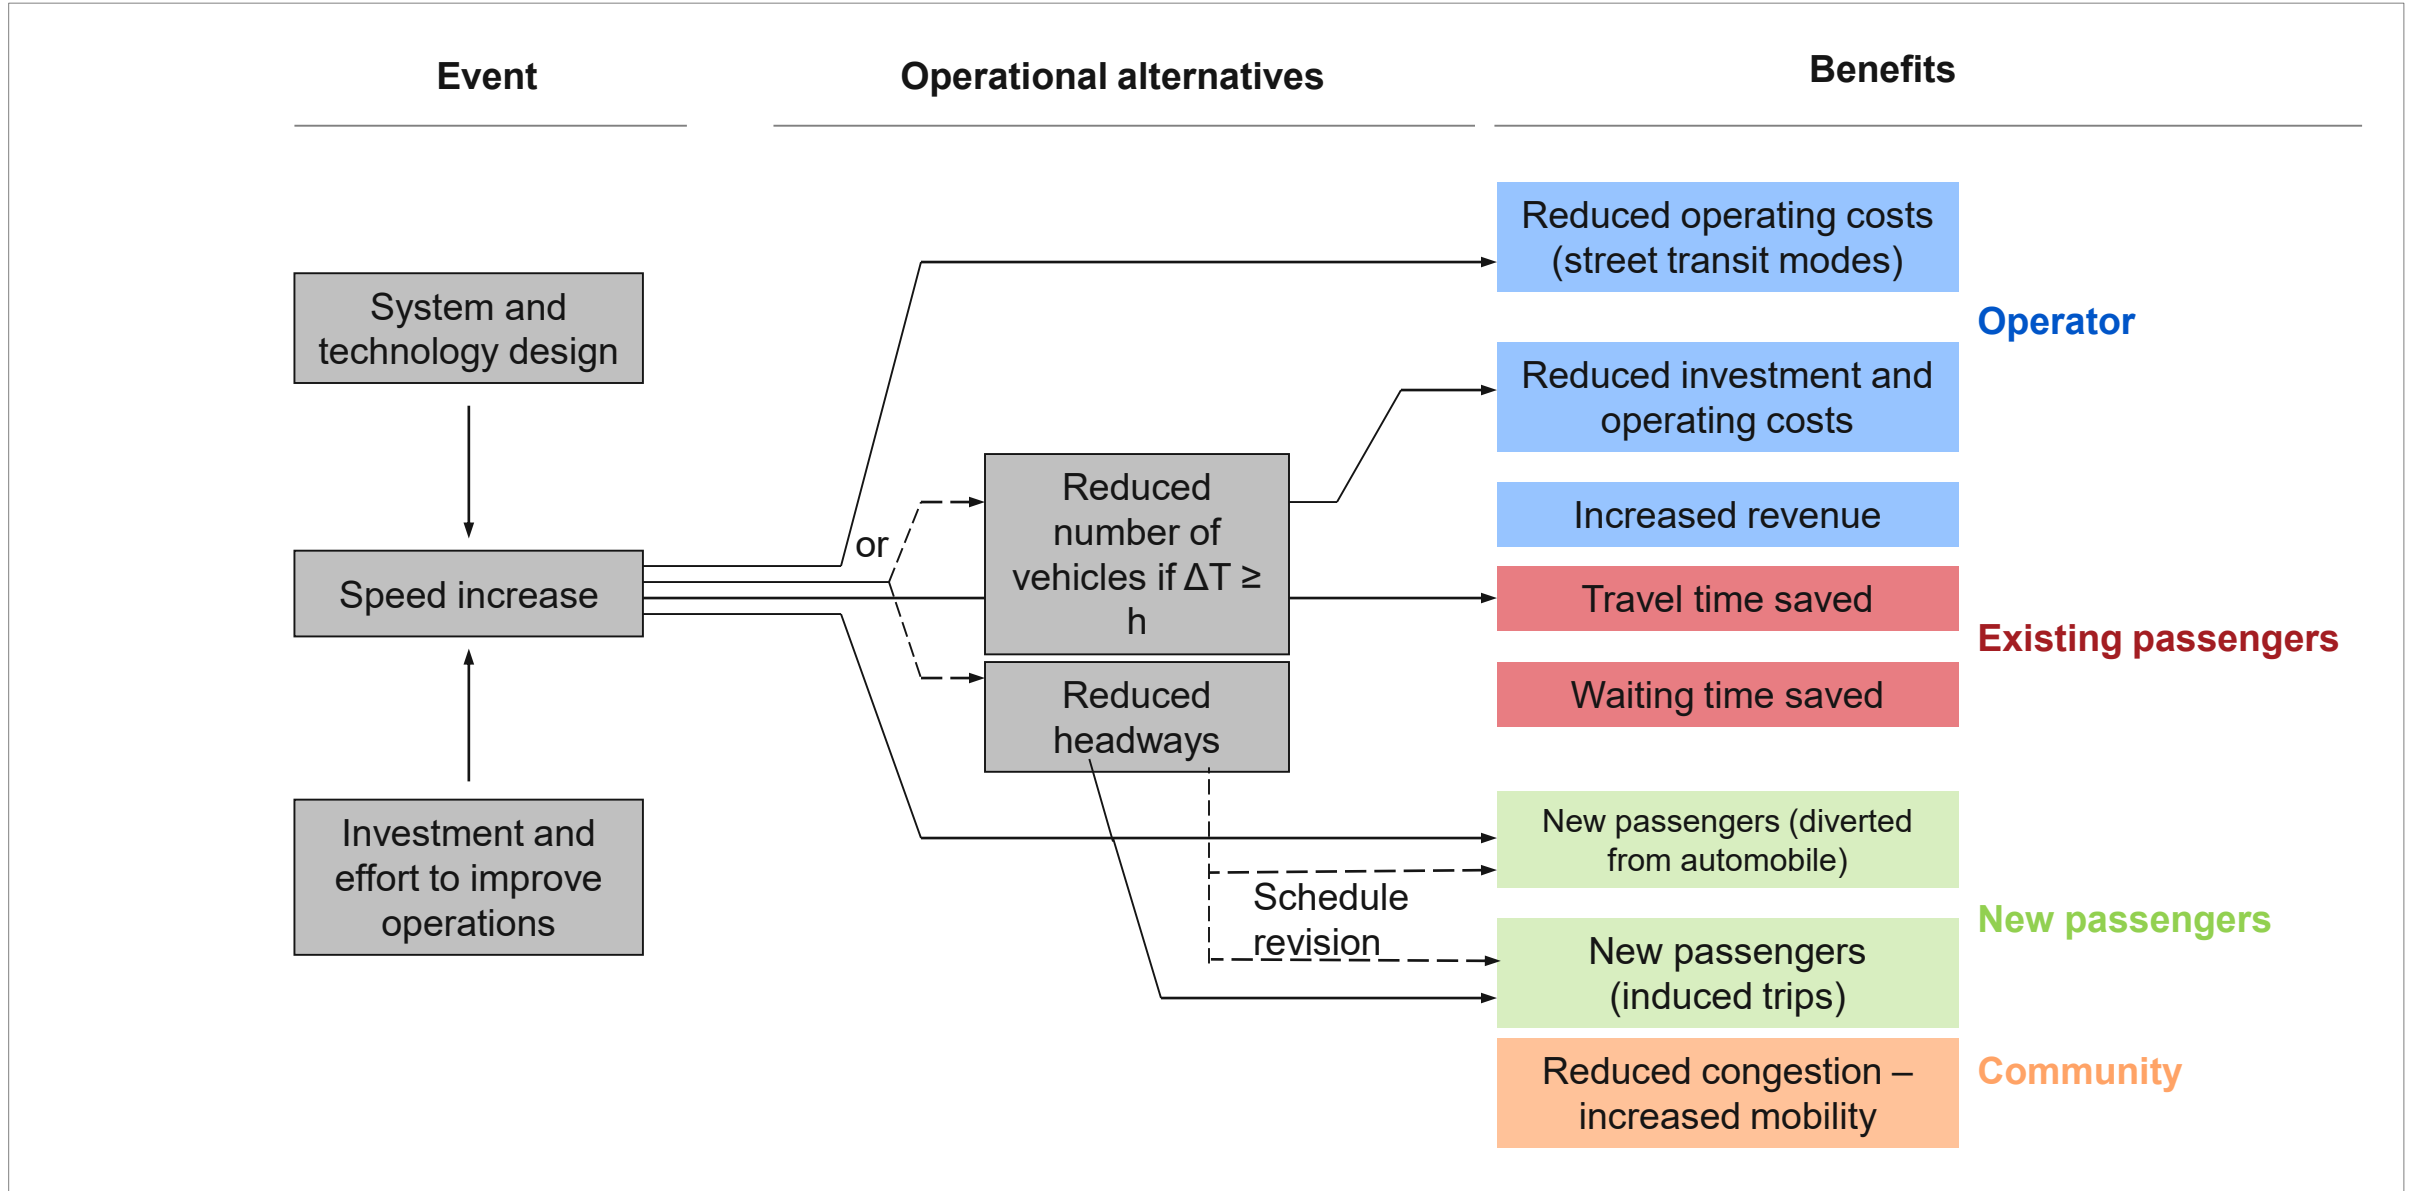 Event
Operational alternatives
Benefits
System and
technology design
Speed increase
Investment and
effort to improve
operations
or
Reduced
number of
vehicles if ΔT ≥
h
Reduced
headways
Schedule
revision
Reduced operating costs
(street transit modes)
Operator
Reduced investment and
operating costs
Increased revenue
Travel time saved
Existing passengers
Waiting time saved
New passengers (diverted
from automobile)
New passengers
New passengers
(induced trips)
Reduced congestion –
increased mobility
Community